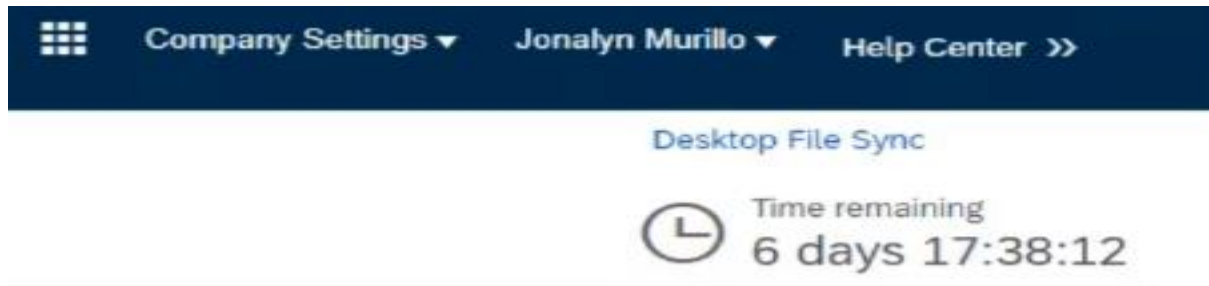 Company Settings ▾ Jonalyn Murillo ▾ Help Center >>
Desktop File Sync
Time remaining
6 days 17:38:12